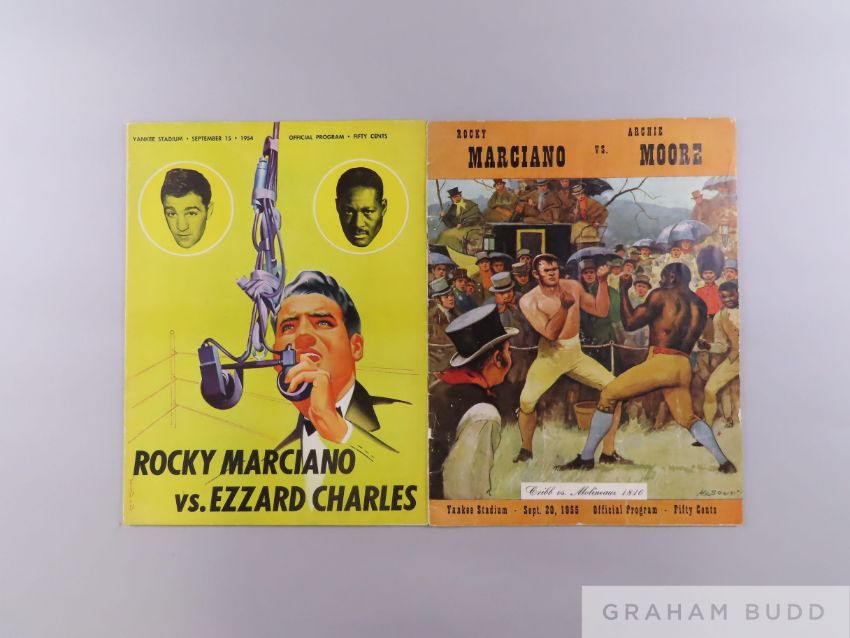 YANKEE STADIUM • SEPTEMBER 15 • 1954 OFFICIAL PROGRAM • FIFTY CENTS
ROCKY MARCIANO
vs. EZZARD CHARLES
ROCKY
MARCIANO
vs.
ARCHIE
MOORE
Cribb vs. Molineaux 1810
Yankee Stadium - Sept. 20, 1955 Official Program - Fifty Cents
GRAHAM BUDD